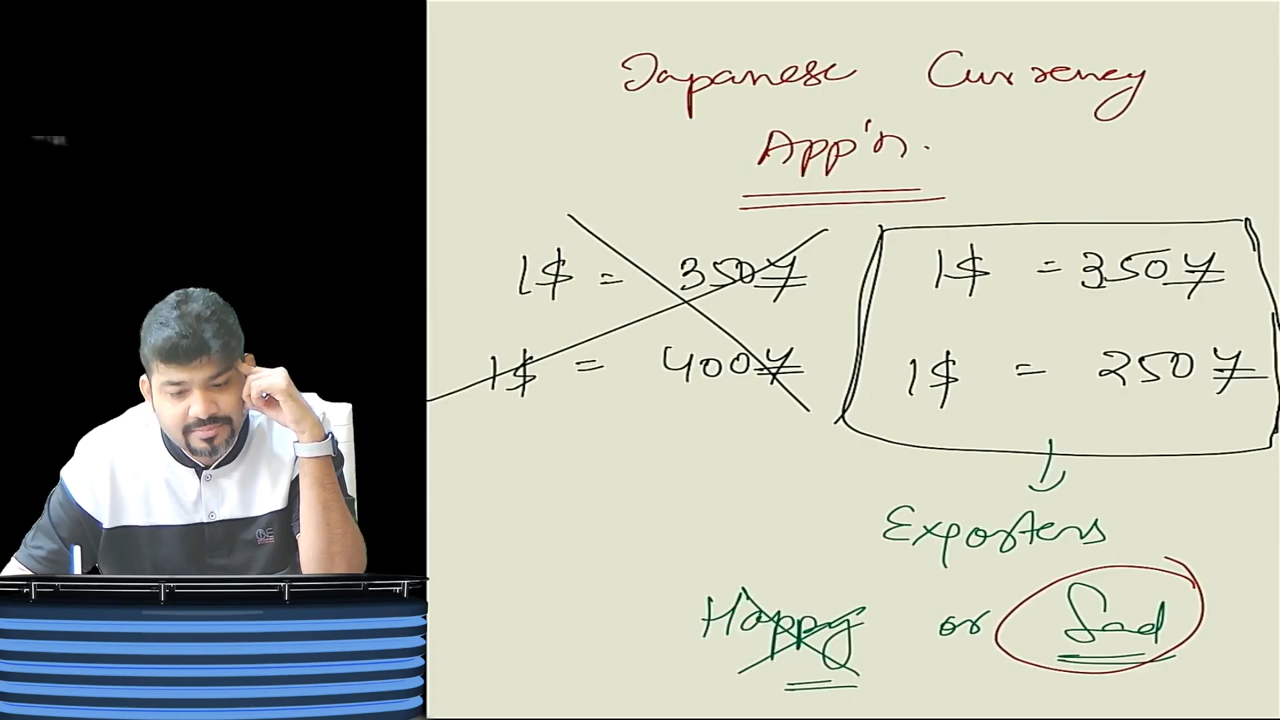 Japanese Currency
App'n.
1$ = 350¥ 1$ = 350¥
1$ = 400¥ 1$ = 250¥
Exporters
Happy or Sad